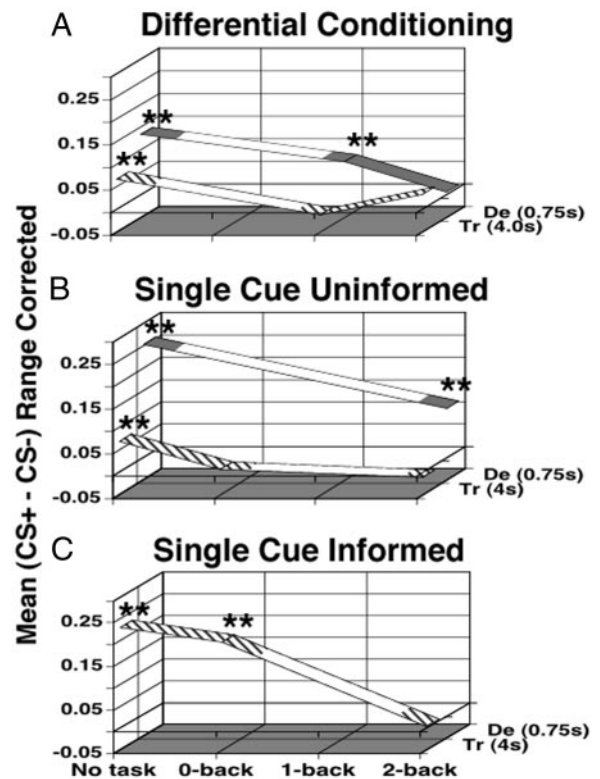 A
Differential Conditioning
0.25
**
**
0.15
**
0.05
De (0.75s)
Tr (4.0s)
-0.05
B
Single Cue Uninformed
**
0.25
**
0.15
**
0.05
De (0.75s)
Tr (4s)
-0.05
C
Single Cue Informed
0.25
**
**
0.15
0.05
De (0.75s)
Tr (4s)
-0.05
No task 0-back 1-back 2-back
Mean (CS+ - CS-) Range Corrected